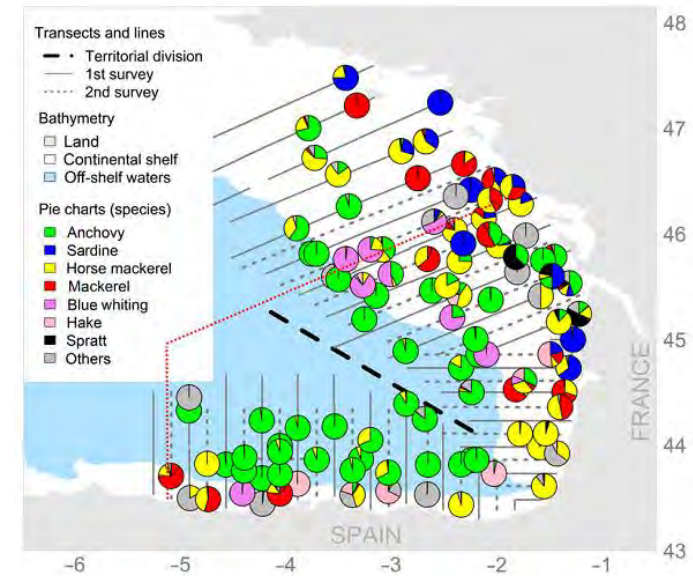 Transects and lines
Territorial division
1st survey
2nd survey
Bathymetry
Land
Continental shelf
Off-shelf waters
Pie charts (species)
Anchovy
Sardine
Horse mackerel
Mackerel
Blue whiting
Hake
Spratt
Others
48
47
46
45
44
43
FRANCE
SPAIN
−6 −5 −4 −3 −2 −1